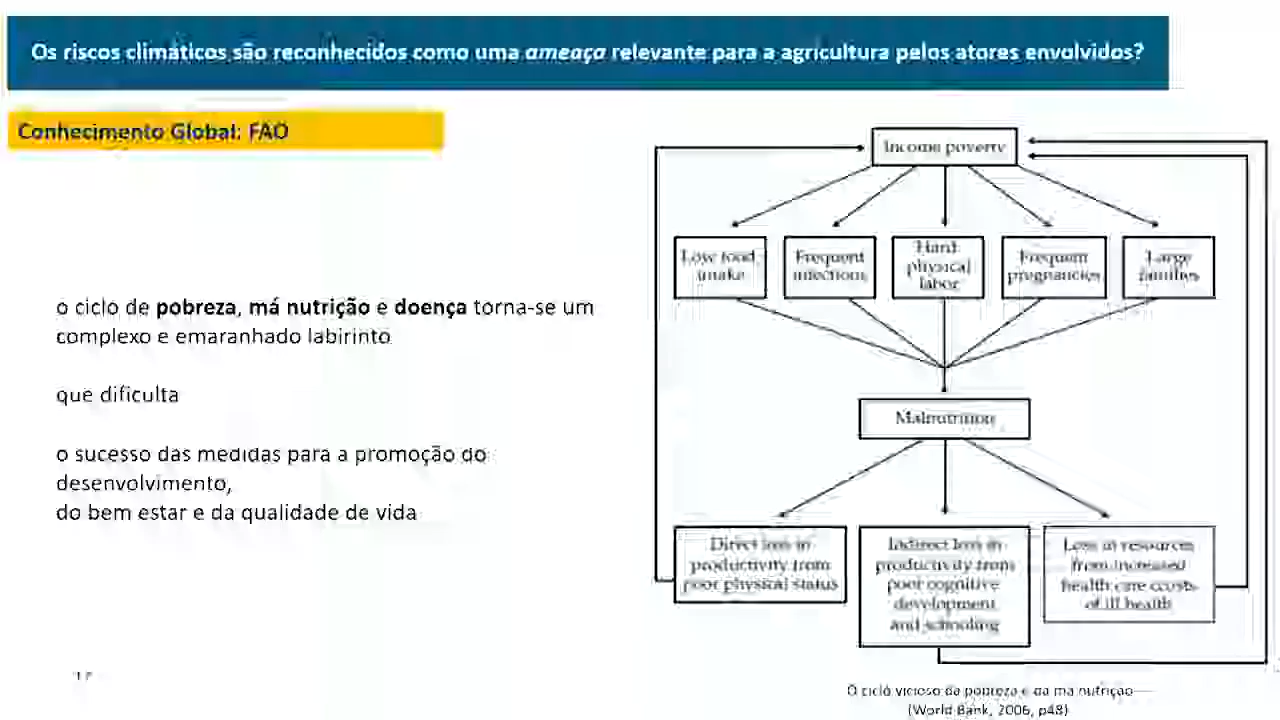 Os riscos climáticos são reconhecidos como uma ameaça relevante para a agricultura pelos atores envolvidos?
Conhecimento Global: FAO
o ciclo de pobreza, má nutrição e doença torna-se um
complexo e emaranhado labirinto
que dificulta
o sucesso das medidas para a promoção do
desenvolvimento,
do bem estar e da qualidade de vida
Income poverty
Low food
intake
Frequent
infections
Hard
physical
labor
Frequent
pregnancies
Large
families
Malnutrition
Direct loss in
productivity from
poor physical status
Indirect loss in
productivity from
poor cognitive
development
and schooling
Loss in resources
from increased
health care ccosts
of ill health
O ciclo vicioso da pobreza e da má nutrição
(World Bank, 2006, p48)